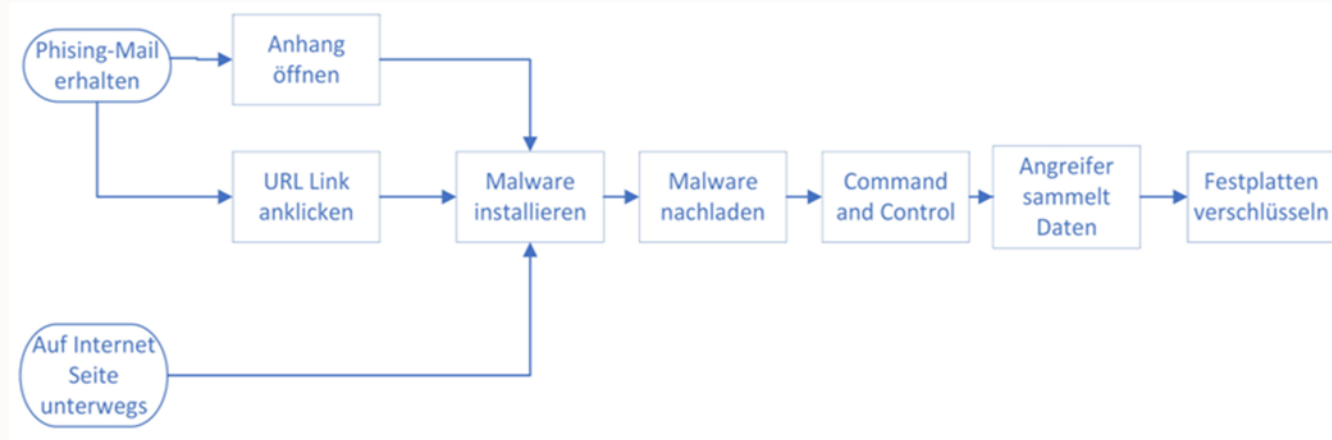 Phising-Mail
erhalten
Anhang
öffnen
URL Link
anklicken
Malware
installieren
Malware
nachladen
Command
and Control
Angreifer
sammelt
Daten
Festplatten
verschlüsseln
Auf Internet
Seite
unterwegs